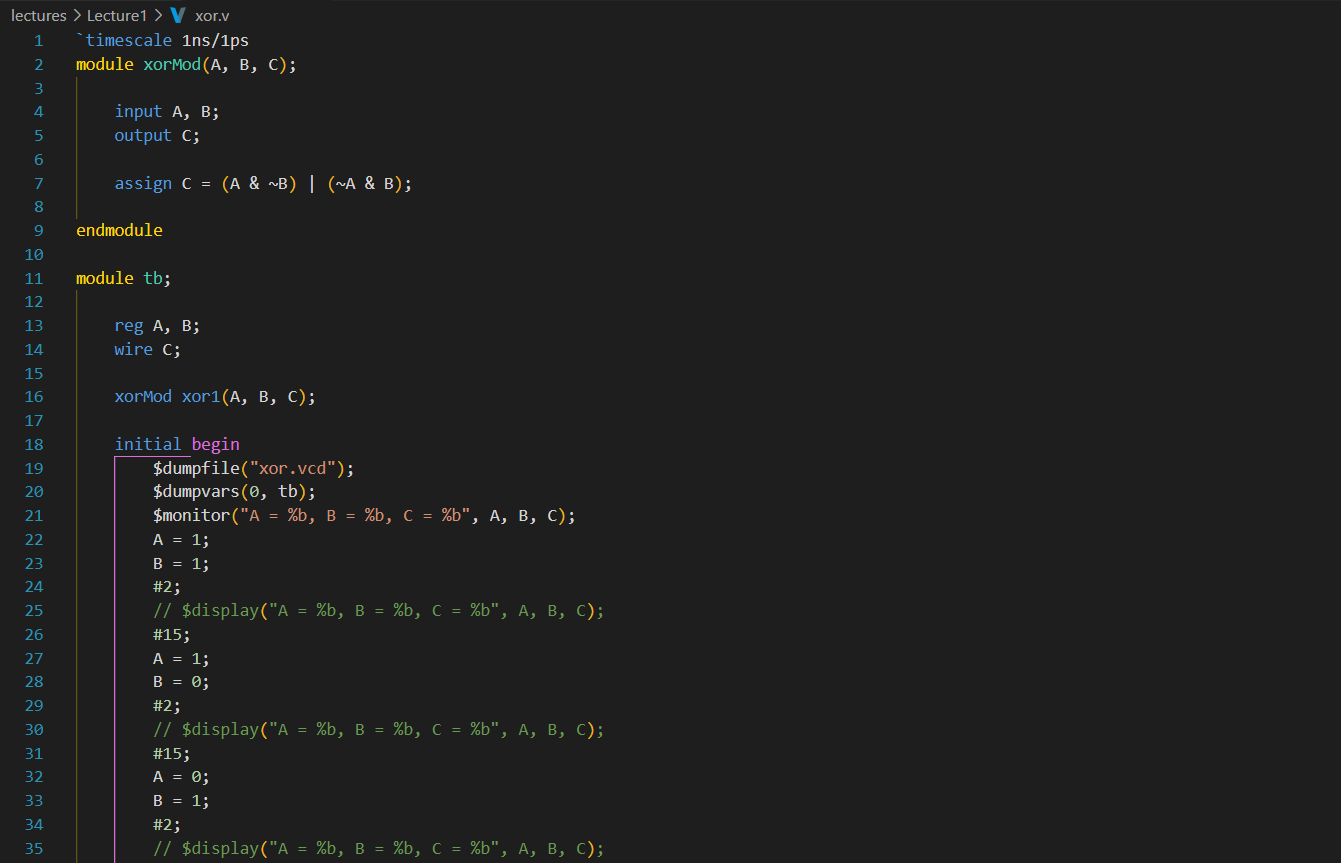 lectures > Lecture1 > xor.v
1 `timescale 1ns/1ps
2 module xorMod(A, B, C);
3
4     input A, B;
5     output C;
6
7     assign C = (A & ~B) | (~A & B);
8
9 endmodule
10
11 module tb;
12
13     reg A, B;
14     wire C;
15
16     xorMod xor1(A, B, C);
17
18     initial begin
19         $dumpfile("xor.vcd");
20         $dumpvars(0, tb);
21         $monitor("A = %b, B = %b, C = %b", A, B, C);
22         A = 1;
23         B = 1;
24         #2;
25         // $display("A = %b, B = %b, C = %b", A, B, C);
26         #15;
27         A = 1;
28         B = 0;
29         #2;
30         // $display("A = %b, B = %b, C = %b", A, B, C);
31         #15;
32         A = 0;
33         B = 1;
34         #2;
35         // $display("A = %b, B = %b, C = %b", A, B, C);